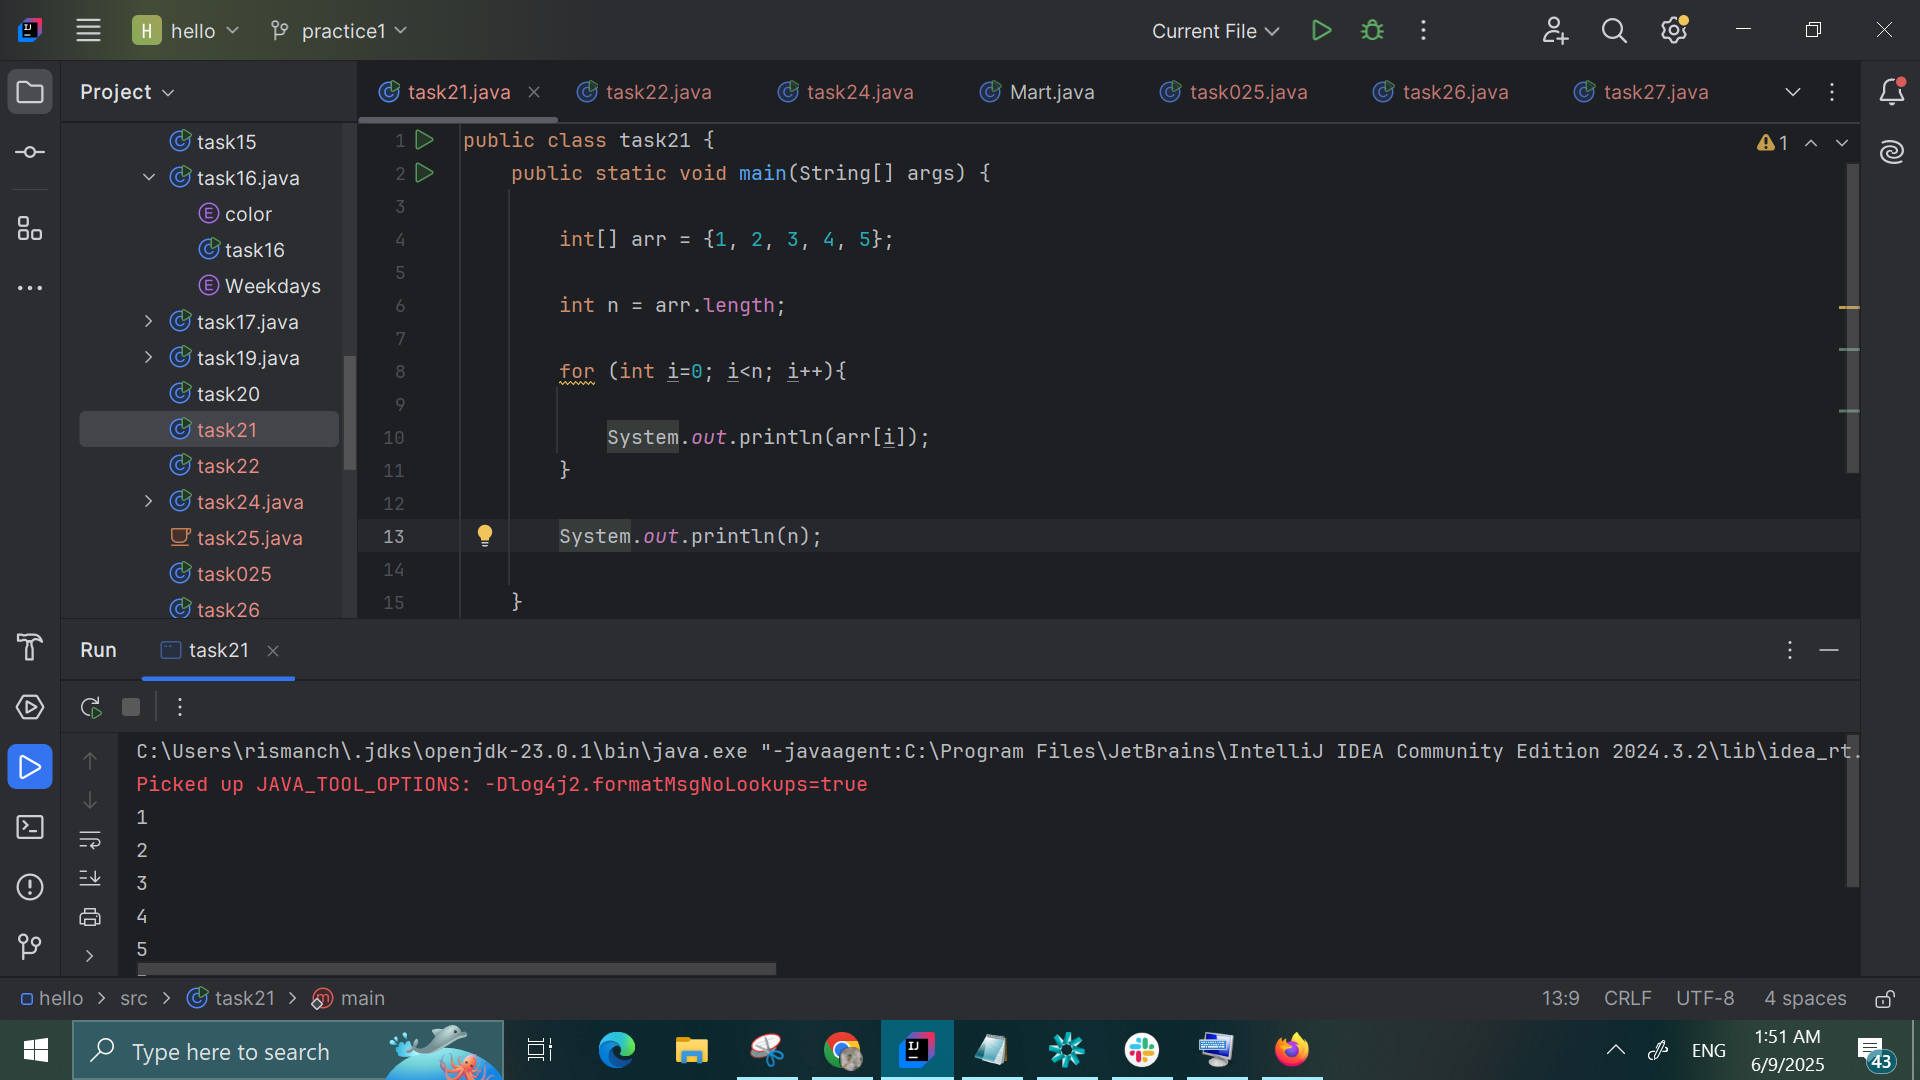 H hello practice1 Current File
Project task21.java task22.java task24.java Mart.java task025.java task26.java task27.java
task15
task16.java
E color
task16
E Weekdays
task17.java
task19.java
task20
task21
task22
task24.java
task25.java
task025
task26
1 public class task21 {
2 public static void main(String[] args) {
3
4 int[] arr = {1, 2, 3, 4, 5};
5
6 int n = arr.length;
7
8 for (int i=0; i<n; i++){
9
10 System.out.println(arr[i]);
11 }
12
13 System.out.println(n);
14
15 }
1
Run task21
C:\Users\rismanch\.jdks\openjdk-23.0.1\bin\java.exe "-javaagent:C:\Program Files\JetBrains\IntelliJ IDEA Community Edition 2024.3.2\lib\idea_rt.
Picked up JAVA_TOOL_OPTIONS: -Dlog4j2.formatMsgNoLookups=true
1
2
3
4
5
hello > src > task21 > main 13:9 CRLF UTF-8 4 spaces
Type here to search ENG 1:51 AM
6/9/2025 43